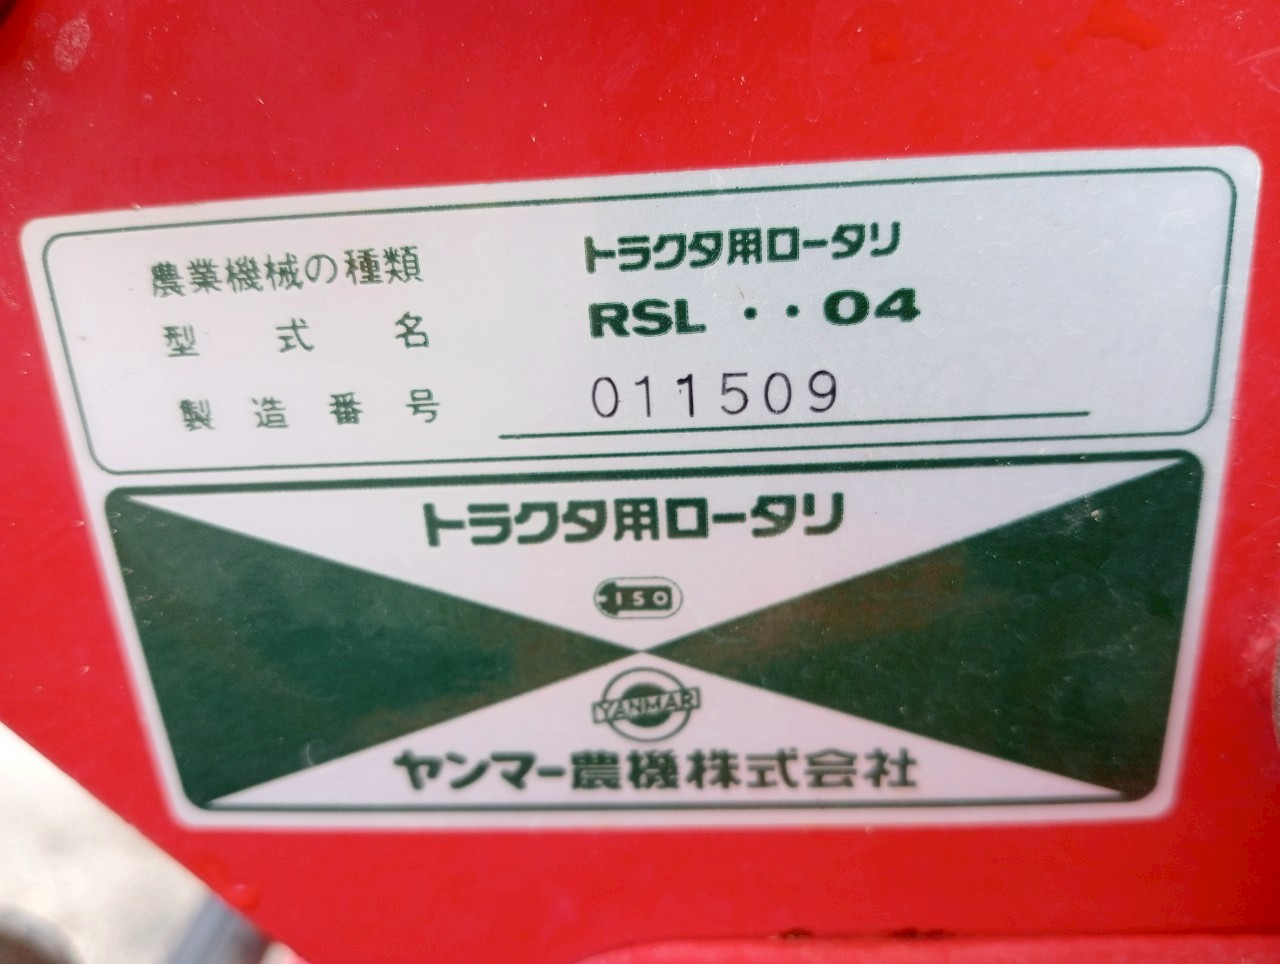 農業機械の種類 トラクタ用ロータリ
型式名 RSL ・・04
製造番号 011509
トラクタ用ロータリ
ISO
YANMAR
ヤンマー農機株式会社